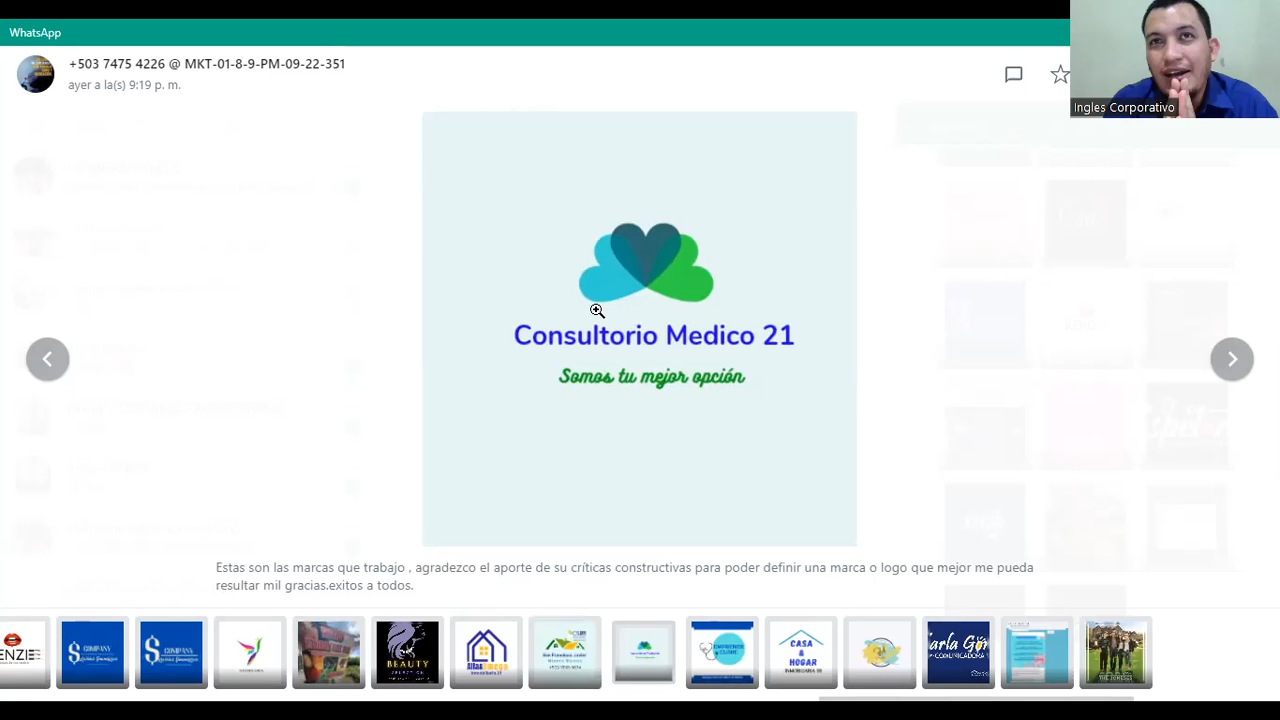 WhatsApp
+503 7475 4226 @ MKT-01-8-9-PM-09-22-351
ayer a la(s) 9:19 p. m.
Ingles Corporativo
Consultorio Medico 21
Somos tu mejor opción
Estas son las marcas que trabajo , agradezco el aporte de su críticas constructivas para poder definir una marca o logo que mejor me pueda
resultar mil gracias.exitos a todos.
ENZIE
COMPANY
COMPANY
BEAUTY
CASA
&
HOGAR